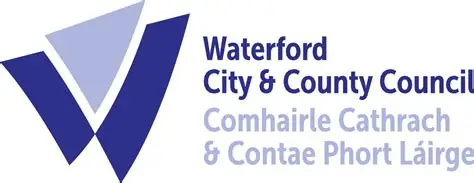 Waterford
City & County Council
Comhairle Cathrach
& Contae Phort Láirge